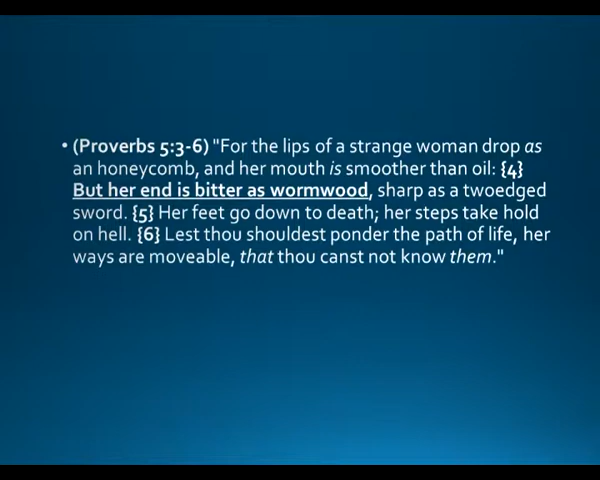 • (Proverbs 5:3-6) "For the lips of a strange woman drop as
an honeycomb, and her mouth is smoother than oil: {4}
But her end is bitter as wormwood, sharp as a twoedged
sword. {5} Her feet go down to death; her steps take hold
on hell. {6} Lest thou shouldest ponder the path of life, her
ways are moveable, that thou canst not know them."